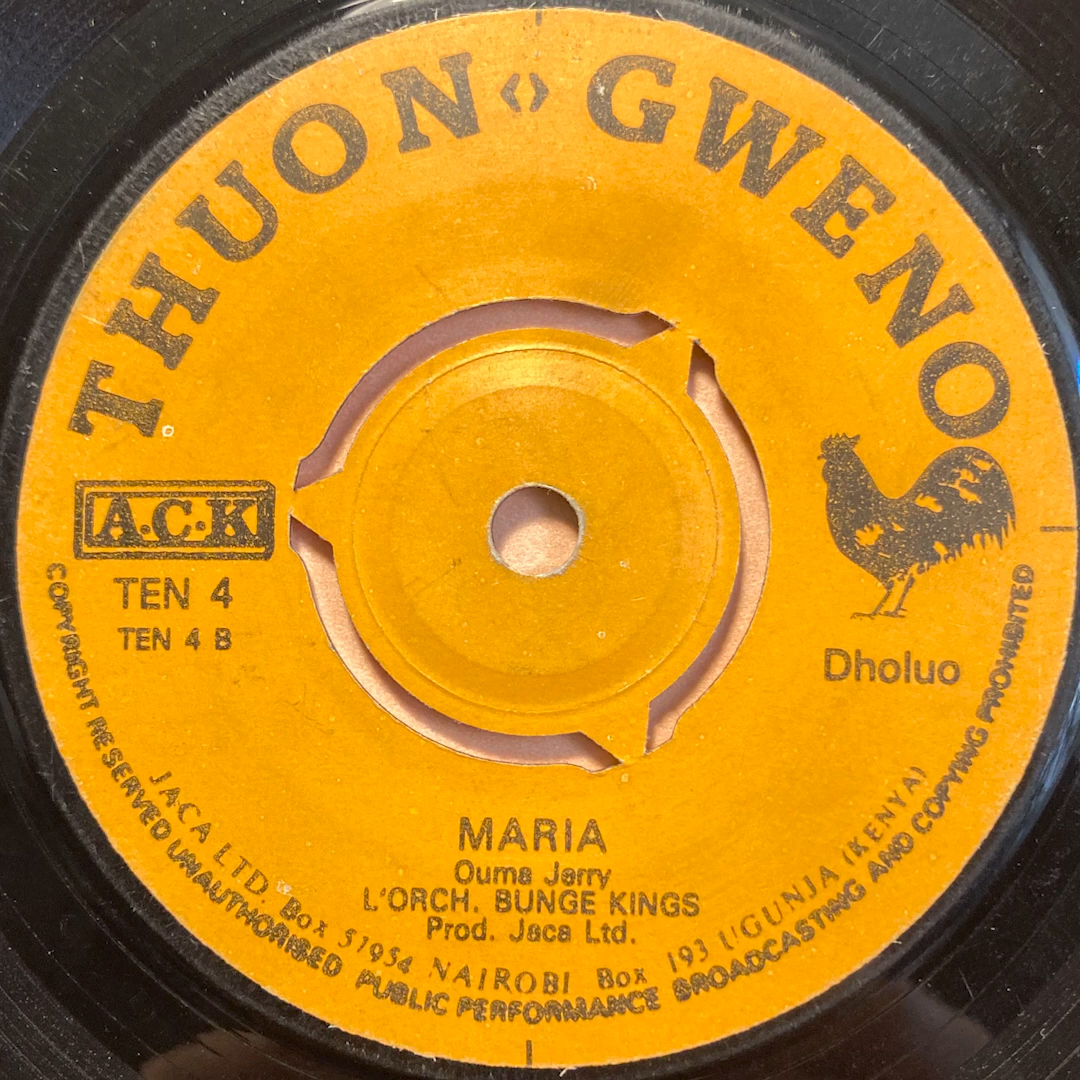 THUON<>GWENO
A.C.K
TEN 4
TEN 4 B
Dholuo
MARIA
Ouma Jerry
L'ORCH. BUNGE KINGS
Prod. Jaca Ltd.
JACA LTD. Box 51954 NAIROBI Box 193 UGUNJA (KENYA)
COPYRIGHT RESERVED UNAUTHORISED PUBLIC PERFORMANCE BROADCASTING AND COPYING PROHIBITED